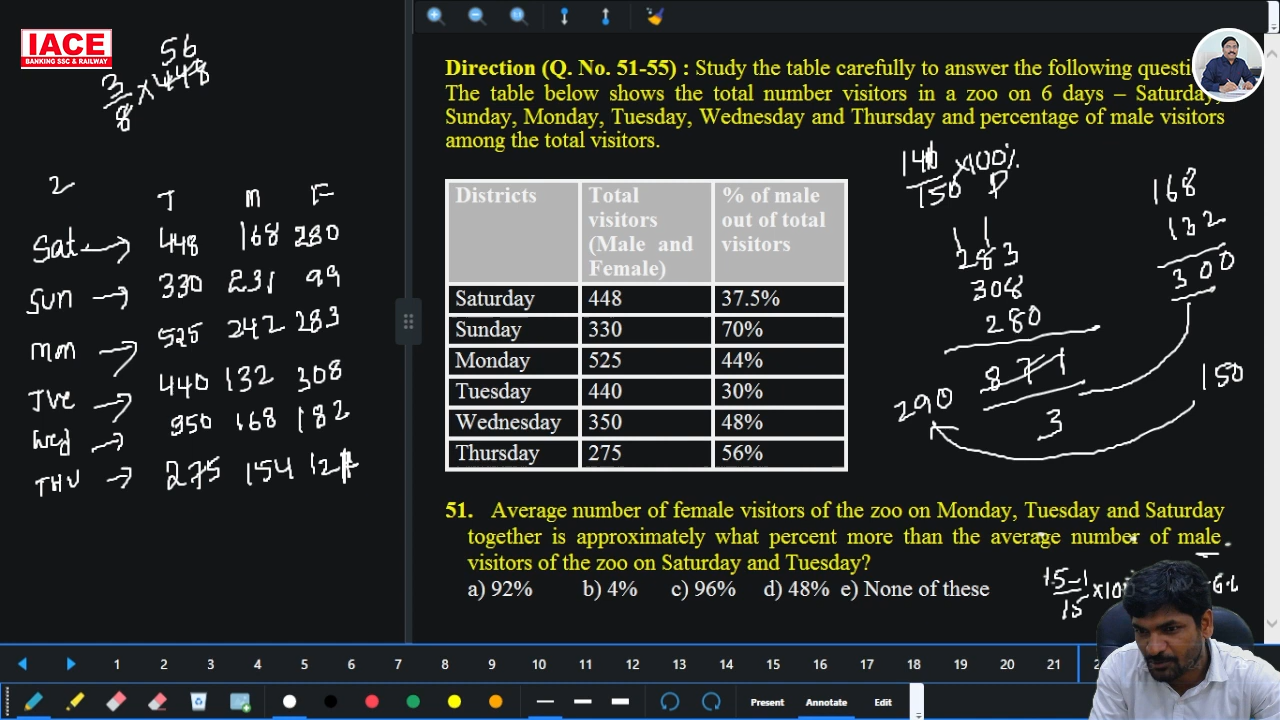 IACE
BANKING SSC & RAILWAY
56
3/8 × 448
T M F
Sat → 448 168 280
Sun → 330 231 99
Mon → 525 242 283
Tue → 440 132 308
Wed → 350 168 182
THU → 275 154 121
Direction (Q. No. 51-55) : Study the table carefully to answer the following
The table below shows the total number visitors in a zoo on 6 days – Saturday,
Sunday, Monday, Tuesday, Wednesday and Thursday and percentage of male visitors
among the total visitors.
Districts Total visitors (Male and Female) % of male out of total visitors
Saturday 448 37.5%
Sunday 330 70%
Monday 525 44%
Tuesday 440 30%
Wednesday 350 48%
Thursday 275 56%
140/150 × 100%
283
308
280
871
3
290
168
132
300
150
51. Average number of female visitors of the zoo on Monday, Tuesday and Saturday
together is approximately what percent more than the average number of male
visitors of the zoo on Saturday and Tuesday?
a) 92% b) 4% c) 96% d) 48% e) None of these
15-1/15 × 10
1 2 3 4 5 6 7 8 9 10 11 12 13 14 15 16 17 18 19 20 21
Present Annotate Edit